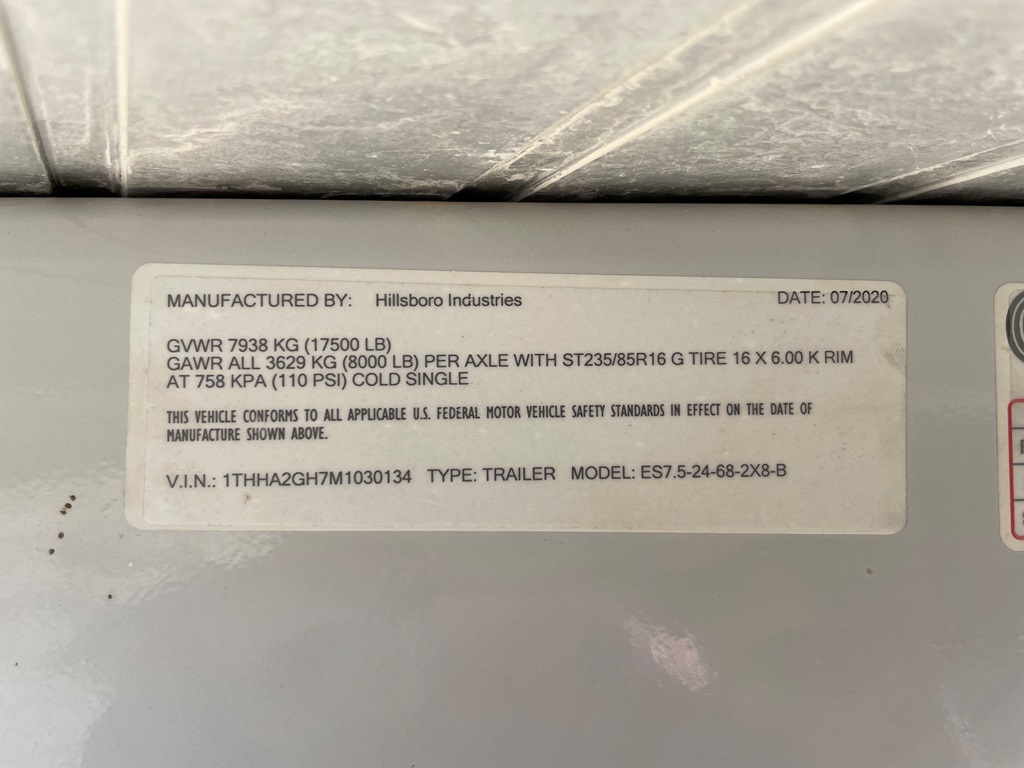 MANUFACTURED BY: Hillsboro Industries DATE: 07/2020
GVWR 7938 KG (17500 LB)
GAWR ALL 3629 KG (8000 LB) PER AXLE WITH ST235/85R16 G TIRE 16 X 6.00 K RIM
AT 758 KPA (110 PSI) COLD SINGLE
THIS VEHICLE CONFORMS TO ALL APPLICABLE U.S. FEDERAL MOTOR VEHICLE SAFETY STANDARDS IN EFFECT ON THE DATE OF
MANUFACTURE SHOWN ABOVE.
V.I.N.: 1THHA2GH7M1030134 TYPE: TRAILER MODEL: ES7.5-24-68-2X8-B